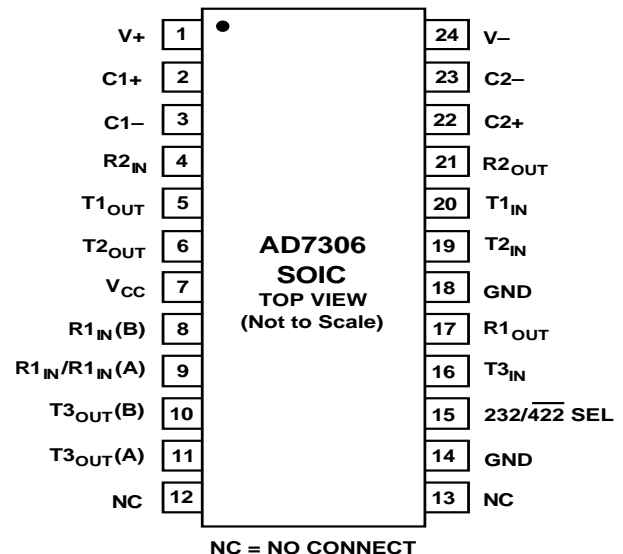 V+ 1 24 V–
C1+ 2 23 C2–
C1– 3 22 C2+
R2IN 4 21 R2OUT
T1OUT 5 20 T1IN
T2OUT 6 19 T2IN
VCC 7 18 GND
R1IN(B) 8 17 R1OUT
R1IN/R1IN(A) 9 16 T3IN
T3OUT(B) 10 15 232/4̅2̅2̅ SEL
T3OUT(A) 11 14 GND
NC 12 13 NC
AD7306
SOIC
TOP VIEW
(Not to Scale)
NC = NO CONNECT